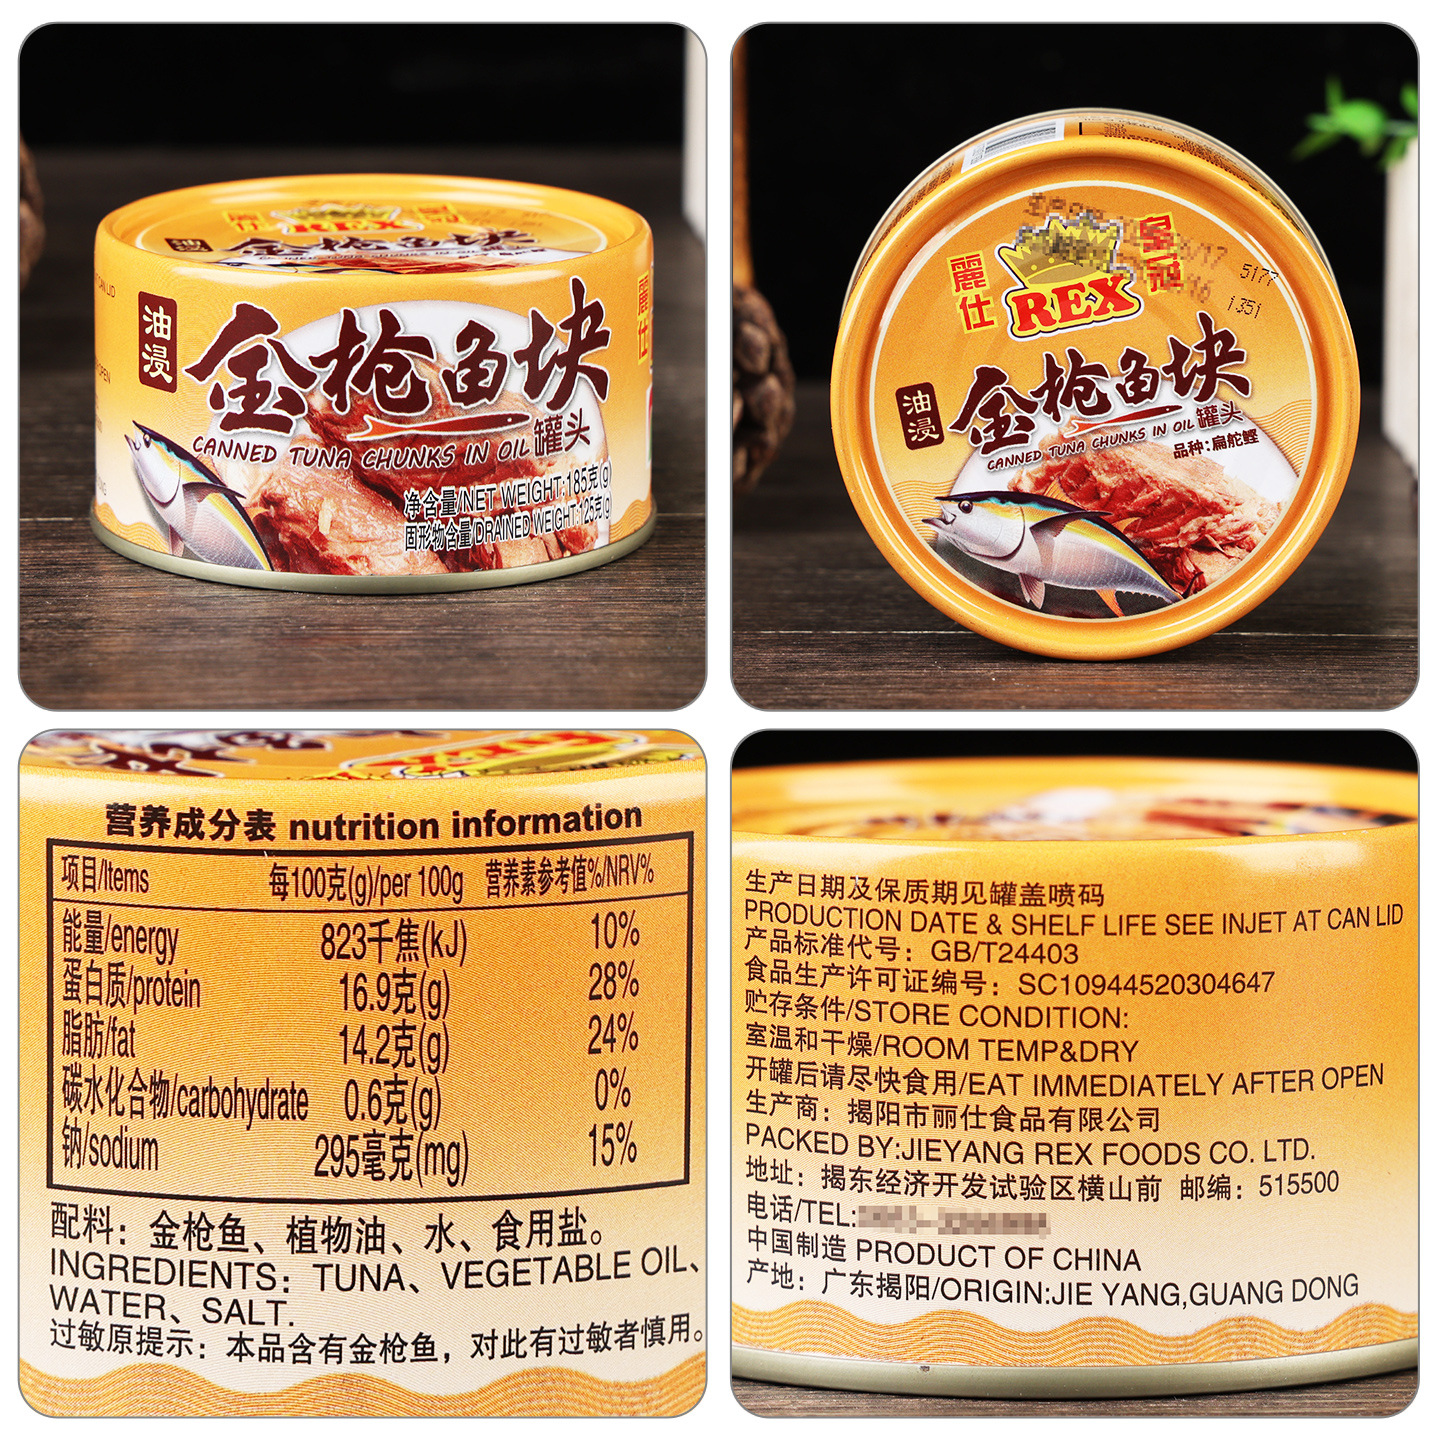 麗仕
REX
油浸
金枪鱼块
CANNED TUNA CHUNKS IN OIL 罐头
净含量/NET WEIGHT:185克(g)
固形物含量/DRAINED WEIGHT:125克(g)
麗仕
CAN LID
OPEN
麗仕 REX 皇冠
/17
5177
/16
1351
油浸
金枪鱼块
CANNED TUNA CHUNKS IN OIL 罐头
品种:扁舵鲣
REX
营养成分表 nutrition information
项目/Items 每100克(g)/per 100g 营养素参考值%/NRV%
能量/energy 823千焦(kJ) 10%
蛋白质/protein 16.9克(g) 28%
脂肪/fat 14.2克(g) 24%
碳水化合物/carbohydrate 0.6克(g) 0%
钠/sodium 295毫克(mg) 15%
配料：金枪鱼、植物油、水、食用盐。
INGREDIENTS：TUNA、VEGETABLE OIL、
WATER、SALT.
过敏原提示：本品含有金枪鱼，对此有过敏者慎用。
生产日期及保质期见罐盖喷码
PRODUCTION DATE & SHELF LIFE SEE INJET AT CAN LID
产品标准代号：GB/T24403
食品生产许可证编号：SC10944520304647
贮存条件/STORE CONDITION:
室温和干燥/ROOM TEMP&DRY
开罐后请尽快食用/EAT IMMEDIATELY AFTER OPEN
生产商：揭阳市丽仕食品有限公司
PACKED BY:JIEYANG REX FOODS CO. LTD.
地址：揭东经济开发试验区横山前 邮编：515500
电话/TEL:
中国制造 PRODUCT OF CHINA
产地：广东揭阳/ORIGIN:JIE YANG,GUANG DONG